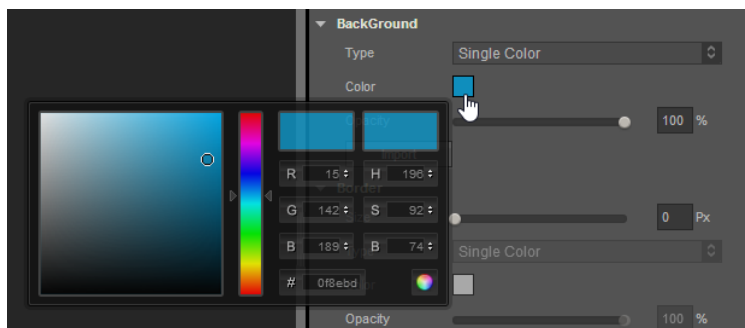 BackGround
Type Single Color
Color
Opacity 100 %
Import
R 15 H 196
Border
G 142 S 92
0 Px
B 189 B 74
Single Color
# 0f8ebd
Opacity 100 %